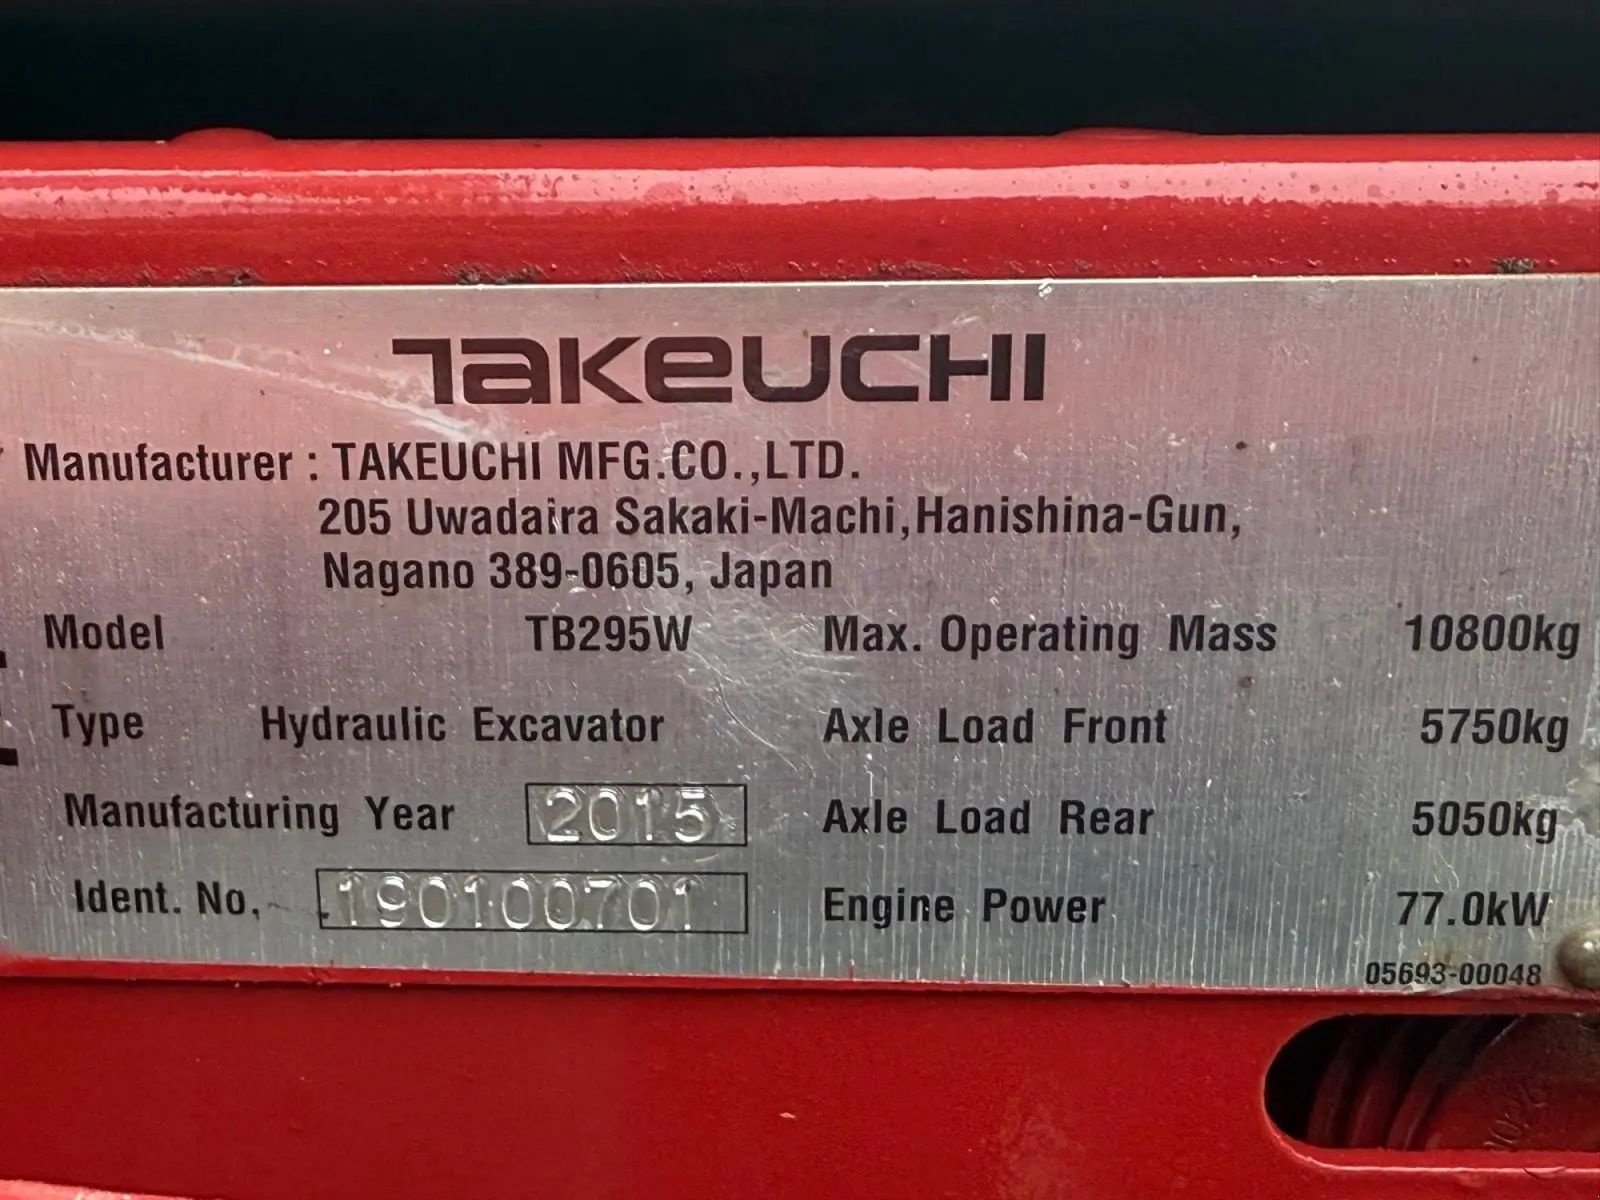 TAKEUCHI
Manufacturer : TAKEUCHI MFG.CO.,LTD.
205 Uwadaira Sakaki-Machi,Hanishina-Gun,
Nagano 389-0605, Japan
Model TB295W Max. Operating Mass 10800kg
Type Hydraulic Excavator Axle Load Front 5750kg
Manufacturing Year 2015 Axle Load Rear 5050kg
Ident. No. 190100701 Engine Power 77.0kW
05693-00048